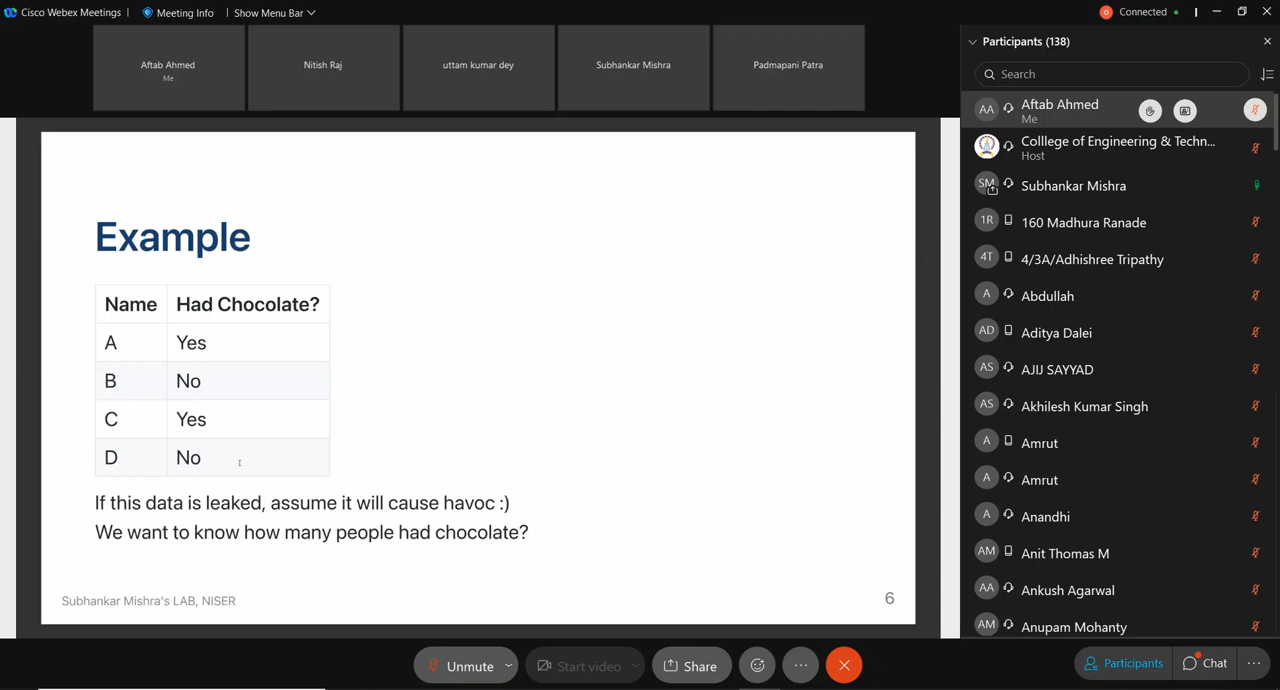 Cisco Webex Meetings
Meeting Info
Show Menu Bar
Connected
Aftab Ahmed
Me
Nitish Raj
uttam kumar dey
Subhankar Mishra
Padmapani Patra
Participants (138)
Search
AA
Aftab Ahmed
Me
Colllege of Engineering & Techn...
Host
SM
Subhankar Mishra
1R
160 Madhura Ranade
4T
4/3A/Adhishree Tripathy
A
Abdullah
AD
Aditya Dalei
AS
AJIJ SAYYAD
AS
Akhilesh Kumar Singh
A
Amrut
A
Amrut
A
Anandhi
AM
Anit Thomas M
AA
Ankush Agarwal
AM
Anupam Mohanty
Example
Name Had Chocolate?
A Yes
B No
C Yes
D No
If this data is leaked, assume it will cause havoc :)
We want to know how many people had chocolate?
Subhankar Mishra's LAB, NISER
6
Unmute
Start video
Share
Participants
Chat